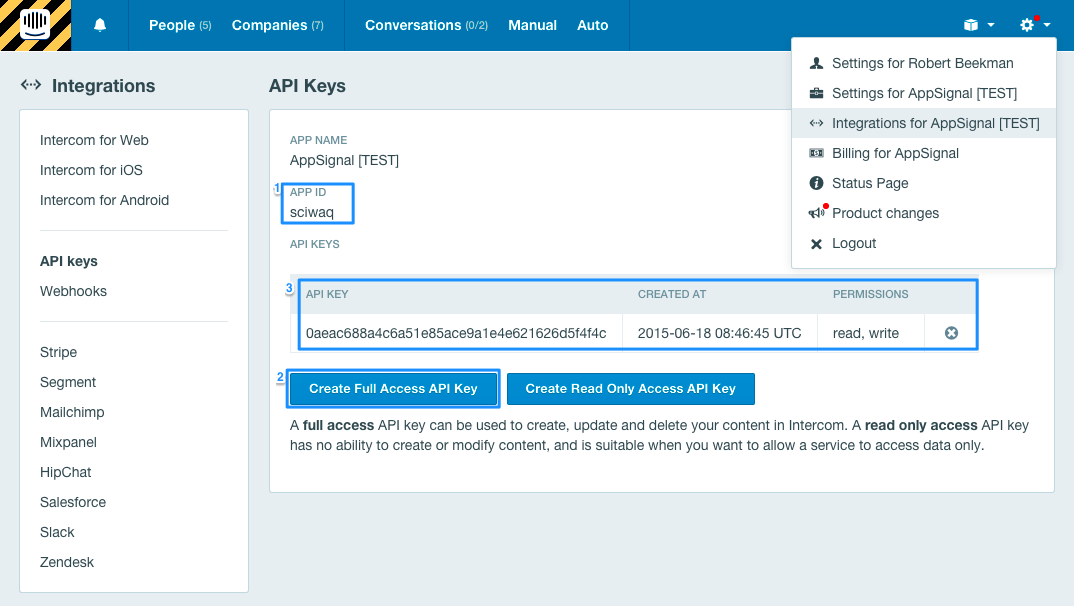 People (5) Companies (7) Conversations (0/2) Manual Auto
Settings for Robert Beekman
Settings for AppSignal [TEST]
Integrations for AppSignal [TEST]
Billing for AppSignal
Status Page
Product changes
Logout
Integrations
Intercom for Web
Intercom for iOS
Intercom for Android
API keys
Webhooks
Stripe
Segment
Mailchimp
Mixpanel
HipChat
Salesforce
Slack
Zendesk
API Keys
APP NAME
AppSignal [TEST]
1
APP ID
sciwaq
API KEYS
3
API KEY CREATED AT PERMISSIONS
0aeac688a4c6a51e85ace9a1e4e621626d5f4f4c 2015-06-18 08:46:45 UTC read, write
2
Create Full Access API Key Create Read Only Access API Key
A full access API key can be used to create, update and delete your content in Intercom. A read only access API key
has no ability to create or modify content, and is suitable when you want to allow a service to access data only.